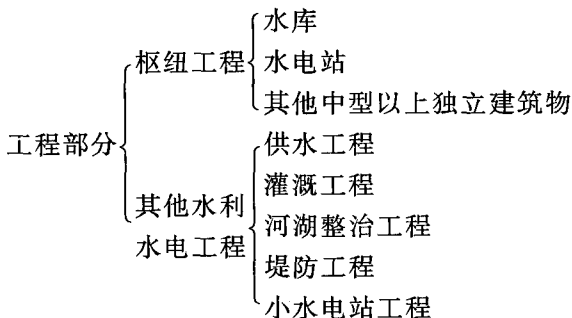 工程部分
枢纽工程
水库
水电站
其他中型以上独立建筑物
其他水利
水电工程
供水工程
灌溉工程
河湖整治工程
堤防工程
小水电站工程